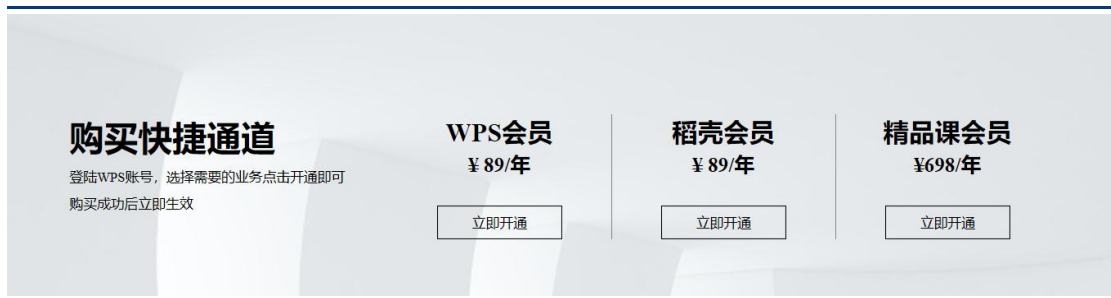 购买快捷通道
登陆WPS账号，选择需要的业务点击开通即可
购买成功后立即生效
WPS会员
¥ 89/年
立即开通
稻壳会员
¥ 89/年
立即开通
精品课会员
¥698/年
立即开通